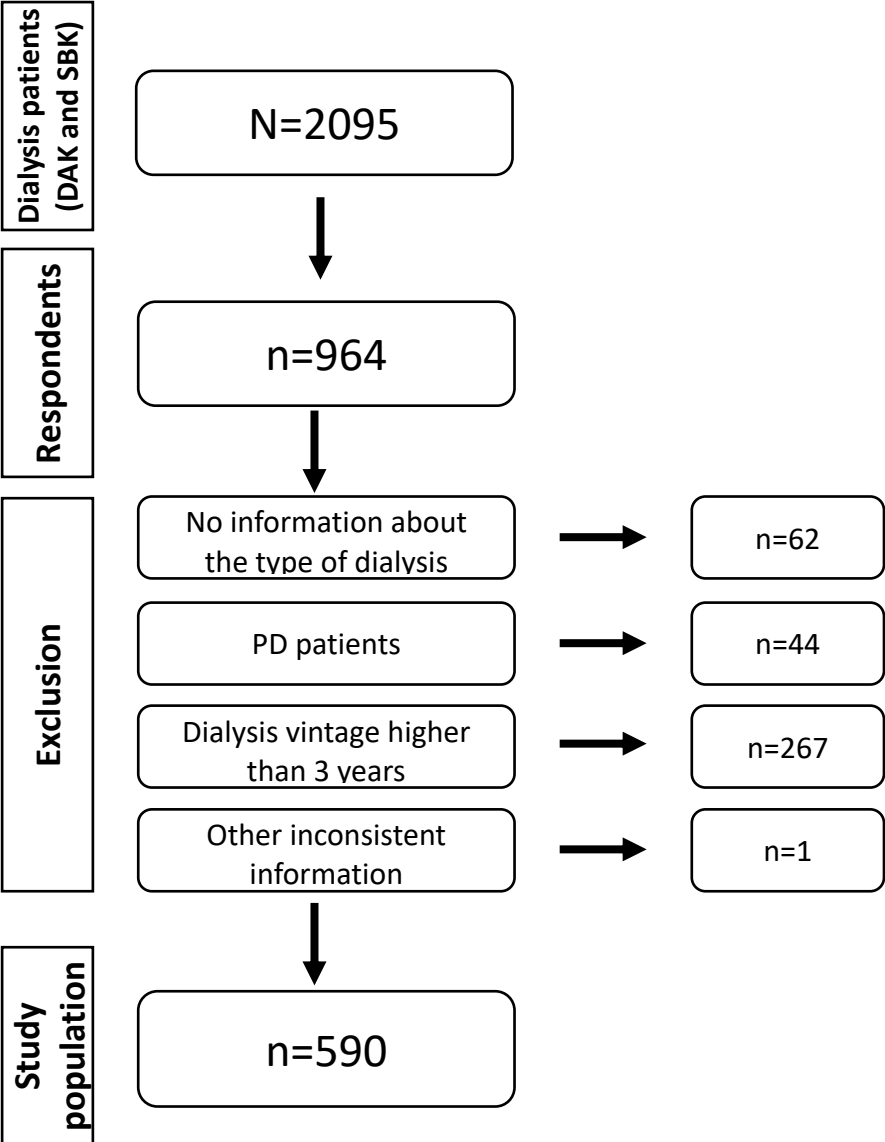 Dialysis patients
(DAK and SBK)
N=2095
Respondents
n=964
Exclusion
No information about
the type of dialysis
n=62
PD patients
n=44
Dialysis vintage higher
than 3 years
n=267
Other inconsistent
information
n=1
Study
population
n=590